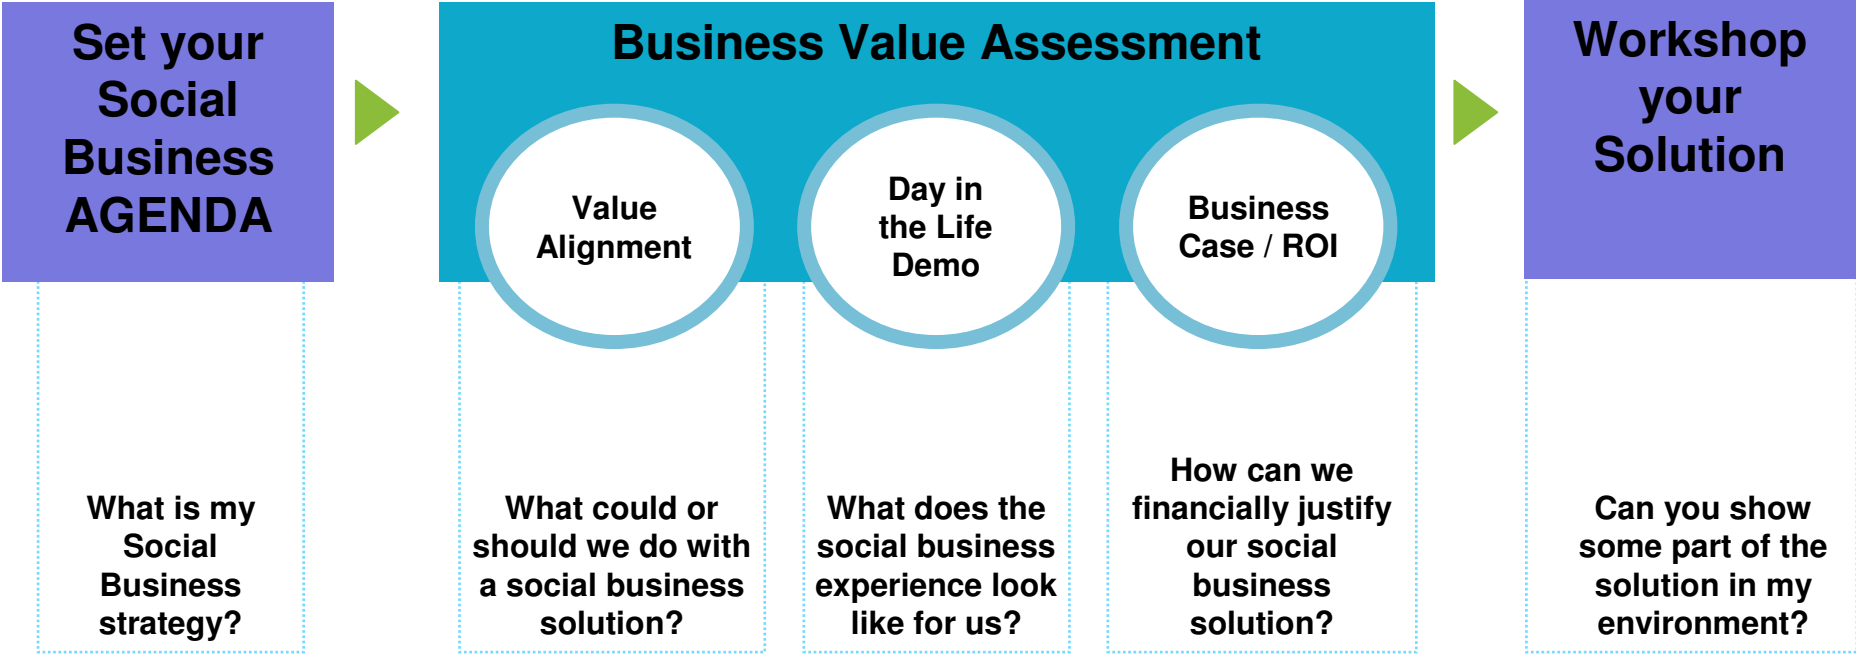 Set your
Social
Business
AGENDA
Business Value Assessment
Workshop
your
Solution
Value
Alignment
Day in
the Life
Demo
Business
Case / ROI
What is my
Social
Business
strategy?
What could or
should we do with
a social business
solution?
What does the
social business
experience look
like for us?
How can we
financially justify
our social
business
solution?
Can you show
some part of the
solution in my
environment?